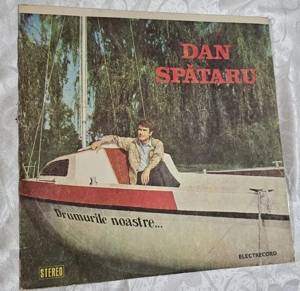 DAN
SPĂTARU
Drumurile noastre...
STEREO
ELECTRECORD